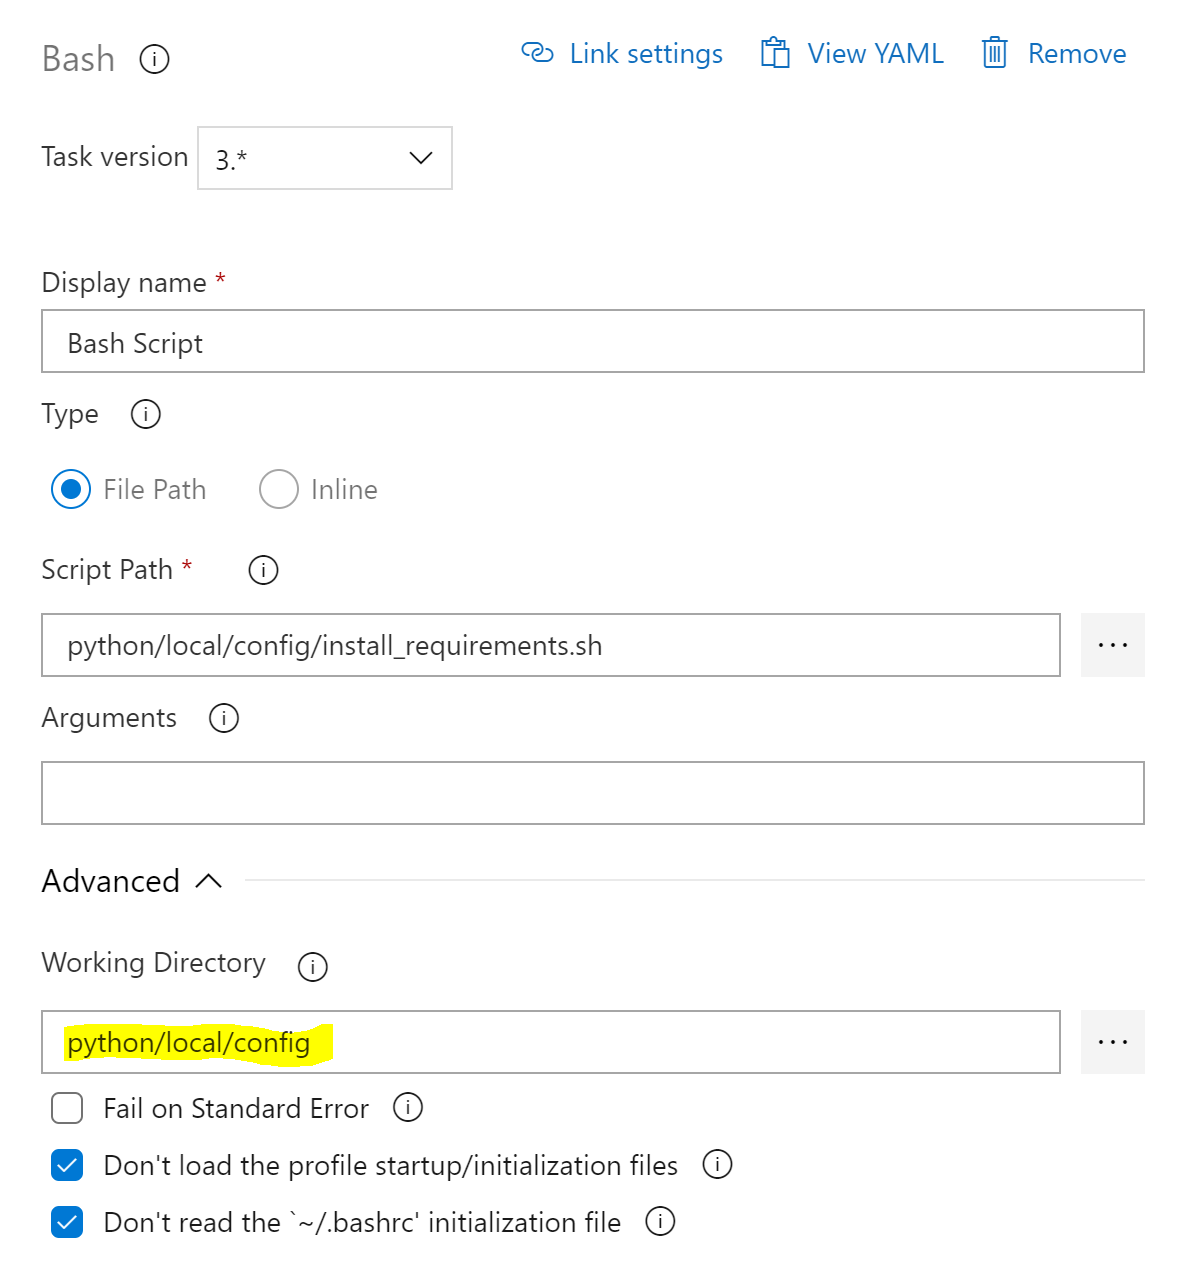 Bash
Link settings
View YAML
Remove
Task version 3.*
Display name *
Bash Script
Type
File Path
Inline
Script Path *
python/local/config/install_requirements.sh
...
Arguments
Advanced
Working Directory
python/local/config
...
Fail on Standard Error
Don't load the profile startup/initialization files
Don't read the `~/.bashrc' initialization file